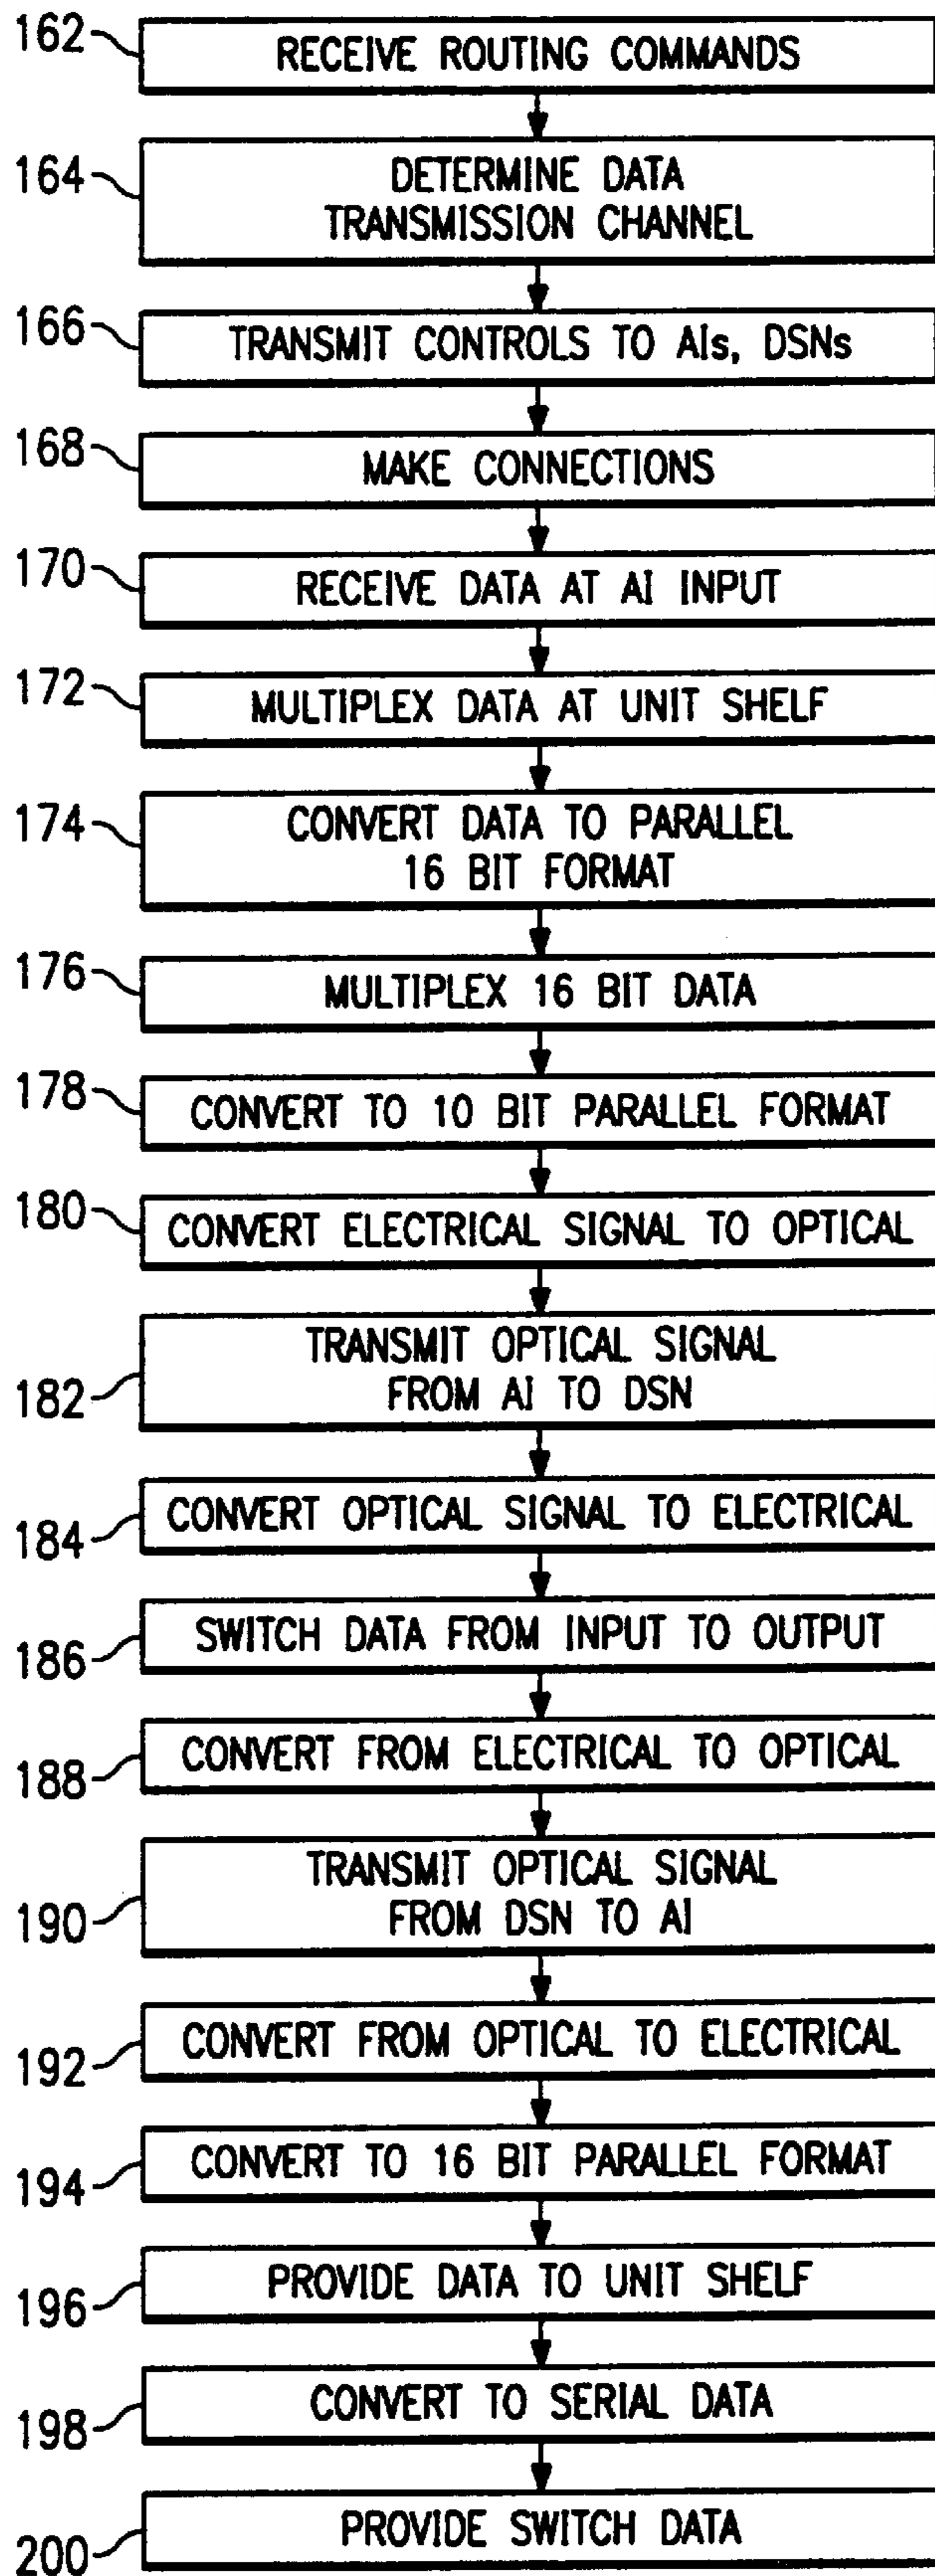 162
RECEIVE ROUTING COMMANDS
164
DETERMINE DATA
TRANSMISSION CHANNEL
166
TRANSMIT CONTROLS TO AIs, DSNs
168
MAKE CONNECTIONS
170
RECEIVE DATA AT AI INPUT
172
MULTIPLEX DATA AT UNIT SHELF
174
CONVERT DATA TO PARALLEL
16 BIT FORMAT
176
MULTIPLEX 16 BIT DATA
178
CONVERT TO 10 BIT PARALLEL FORMAT
180
CONVERT ELECTRICAL SIGNAL TO OPTICAL
182
TRANSMIT OPTICAL SIGNAL
FROM AI TO DSN
184
CONVERT OPTICAL SIGNAL TO ELECTRICAL
186
SWITCH DATA FROM INPUT TO OUTPUT
188
CONVERT FROM ELECTRICAL TO OPTICAL
190
TRANSMIT OPTICAL SIGNAL
FROM DSN TO AI
192
CONVERT FROM OPTICAL TO ELECTRICAL
194
CONVERT TO 16 BIT PARALLEL FORMAT
196
PROVIDE DATA TO UNIT SHELF
198
CONVERT TO SERIAL DATA
200
PROVIDE SWITCH DATA